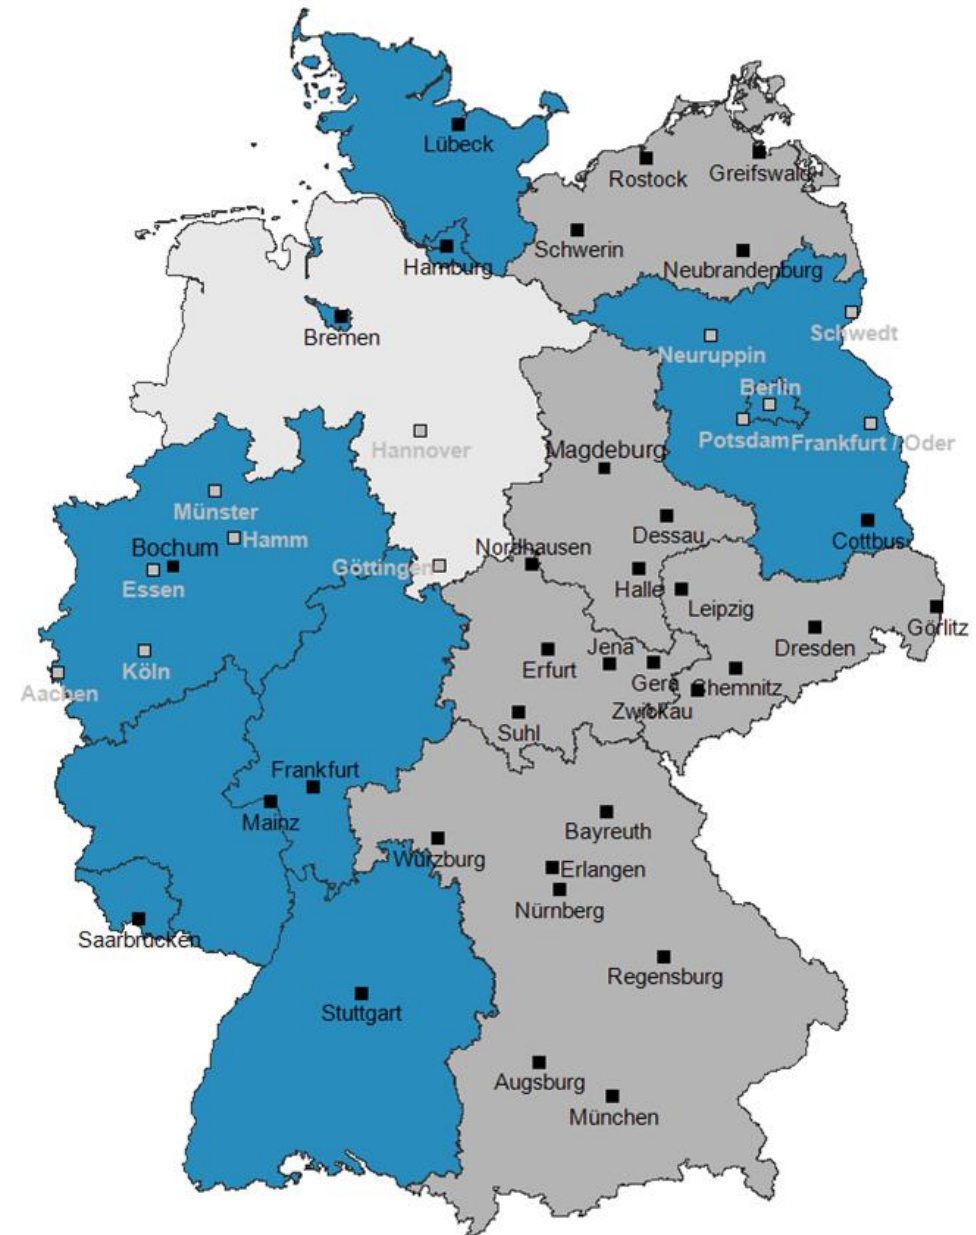 Lübeck
Rostock
Greifswald
Schwerin
Hamburg
Neubrandenburg
Bremen
Schwedt
Neuruppin
Berlin
Potsdam
Frankfurt / Oder
Hannover
Magdeburg
Münster
Dessau
Cottbus
Hamm
Bochum
Nordhausen
Göttingen
Essen
Halle
Leipzig
Görlitz
Dresden
Jena
Köln
Erfurt
Gera
Chemnitz
Aachen
Zwickau
Suhl
Frankfurt
Mainz
Bayreuth
Würzburg
Erlangen
Nürnberg
Saarbrücken
Regensburg
Stuttgart
Augsburg
München